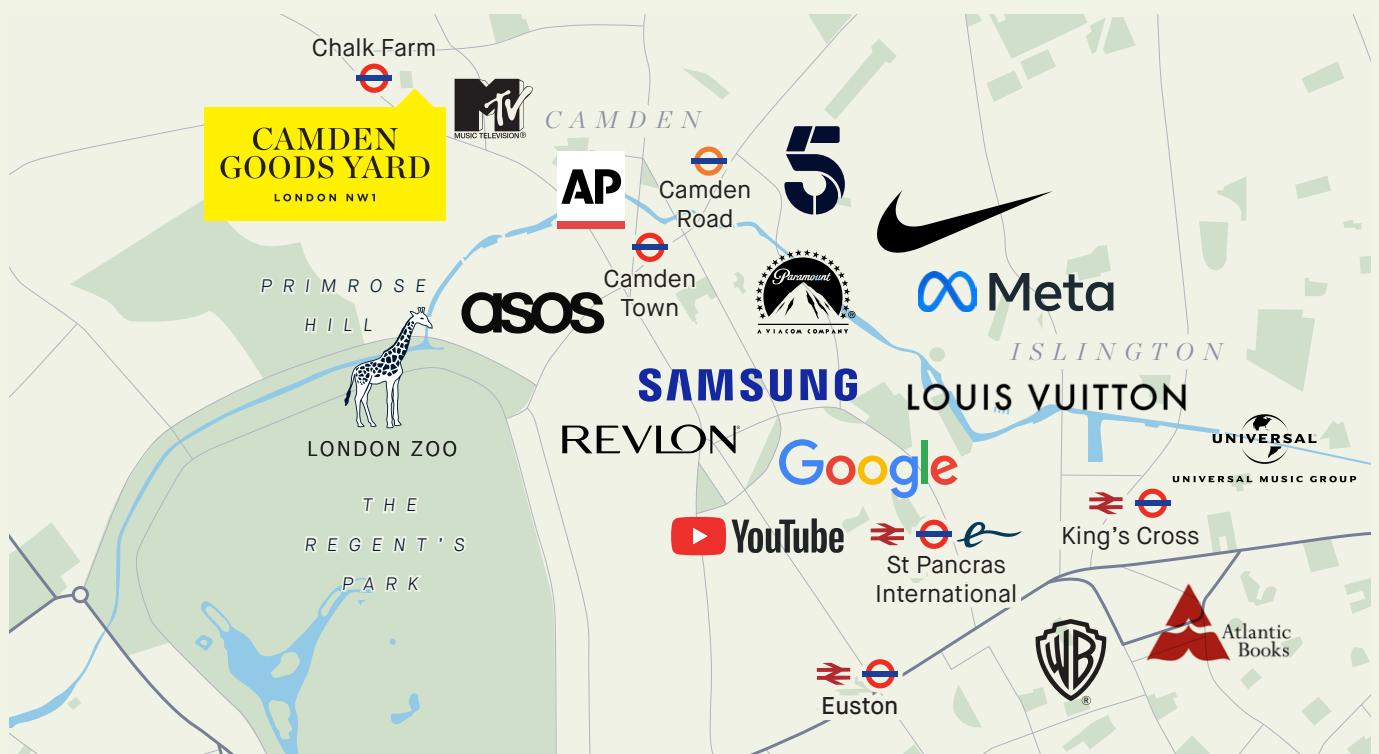 Chalk Farm
CAMDEN
GOODS YARD
LONDON NW1
MTV
MUSIC TELEVISION®
CAMDEN
AP
Camden
Road
5
Camden
Town
PRIMROSE
HILL
asos
Paramount
A VIACOM COMPANY
®
Meta
ISLINGTON
SAMSUNG
LOUIS VUITTON
REVLON
LONDON ZOO
Google
UNIVERSAL
UNIVERSAL MUSIC GROUP
THE
REGENT'S
PARK
YouTube
e
St Pancras
International
King's Cross
WB
®
Atlantic
Books
Euston